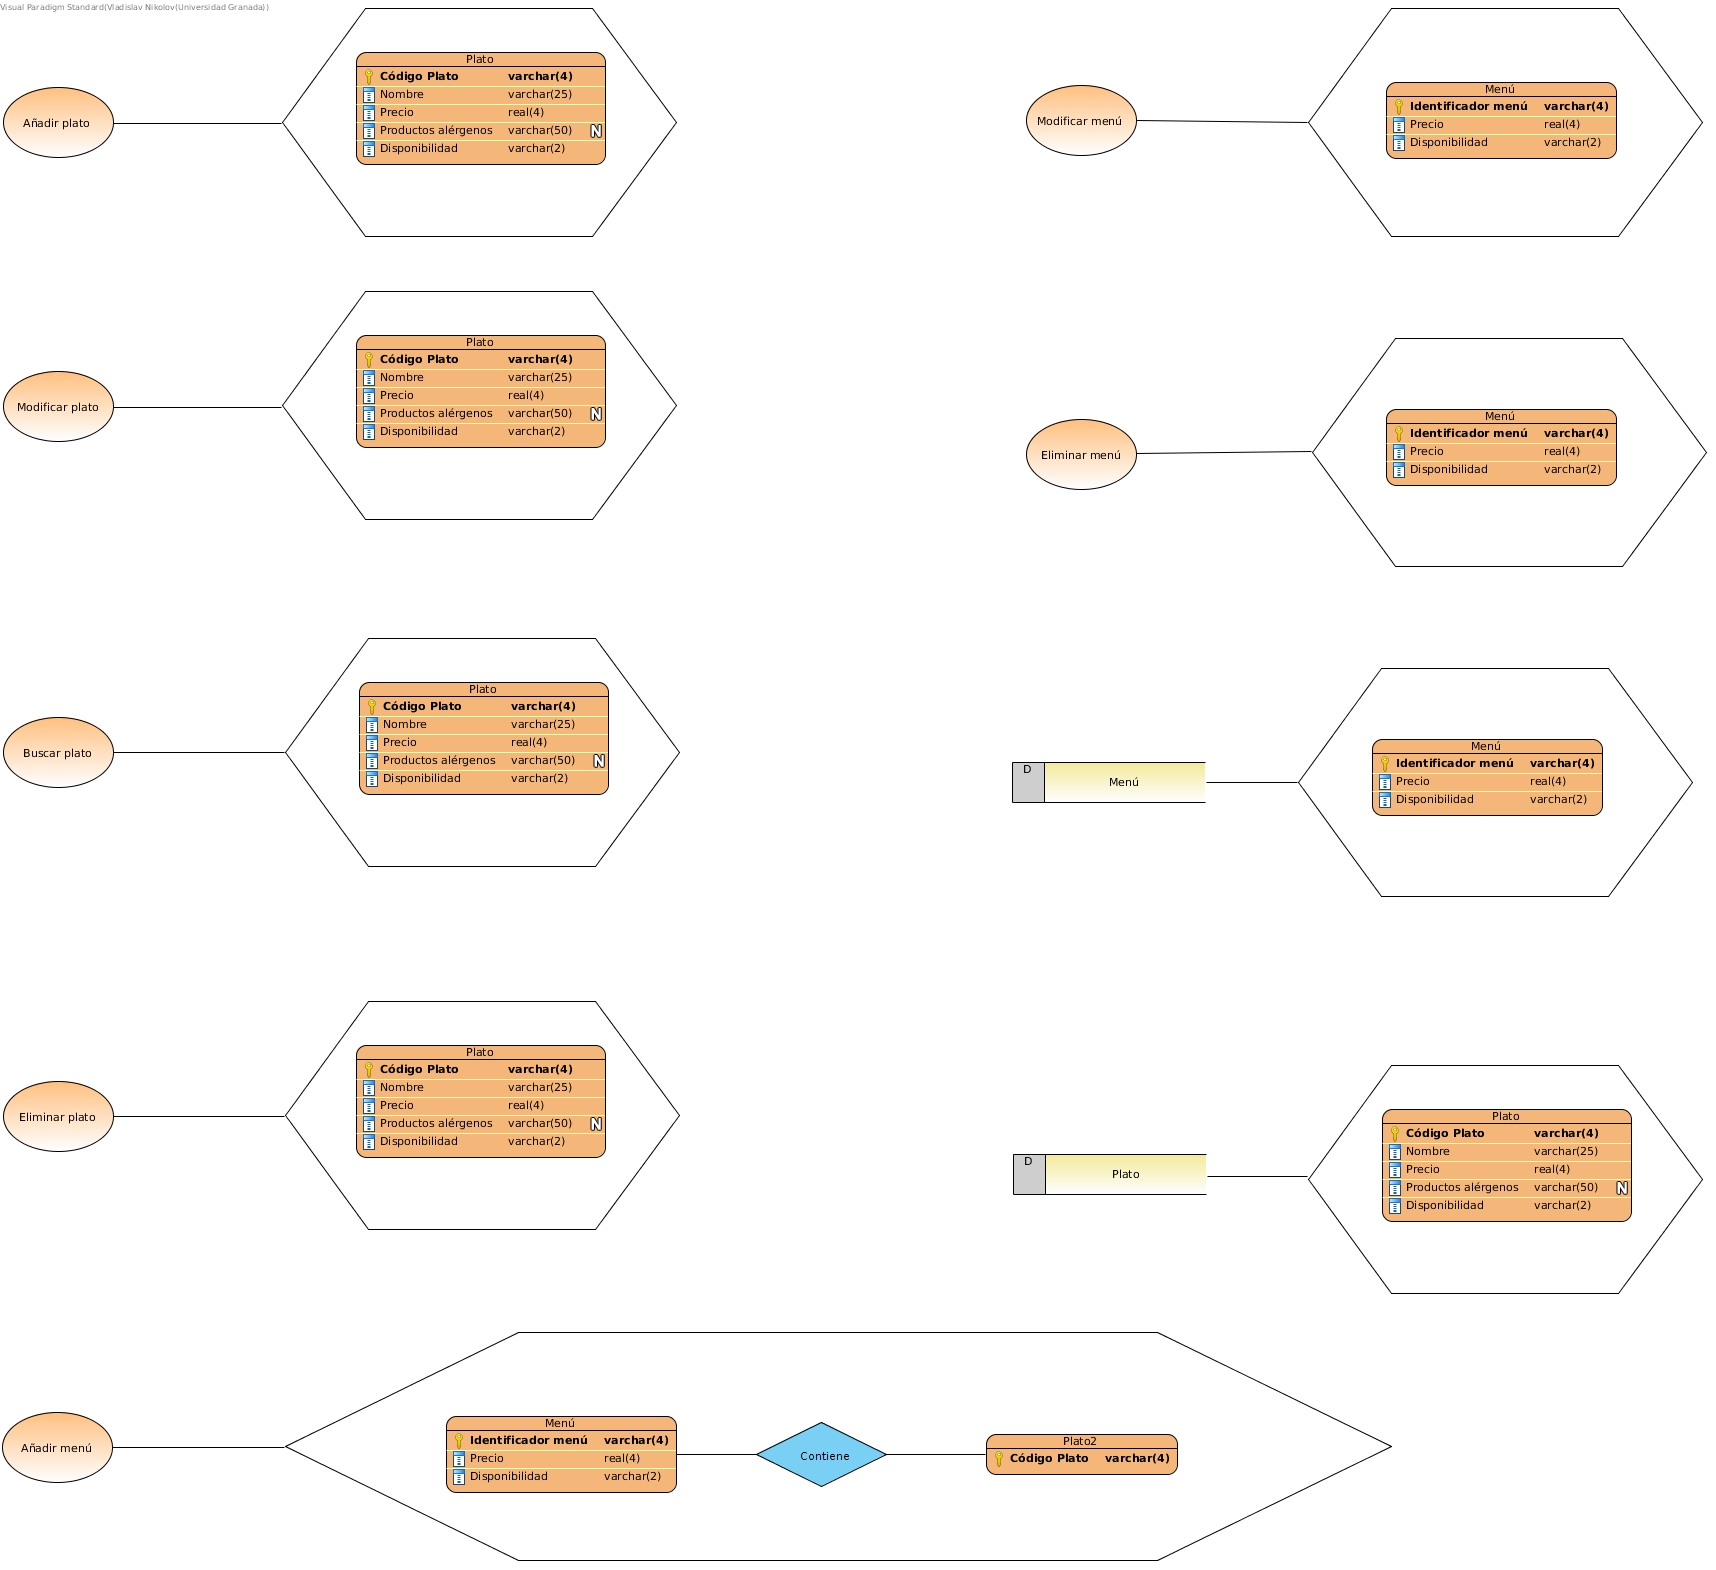 Visual Paradigm Standard(Vladislav Nikolov(Universidad Granada))
Añadir plato
Plato
Código Plato varchar(4)
Nombre varchar(25)
Precio real(4)
Productos alérgenos varchar(50) N
Disponibilidad varchar(2)
Modificar menú
Menú
Identificador menú varchar(4)
Precio real(4)
Disponibilidad varchar(2)
Modificar plato
Plato
Código Plato varchar(4)
Nombre varchar(25)
Precio real(4)
Productos alérgenos varchar(50) N
Disponibilidad varchar(2)
Eliminar menú
Menú
Identificador menú varchar(4)
Precio real(4)
Disponibilidad varchar(2)
Buscar plato
Plato
Código Plato varchar(4)
Nombre varchar(25)
Precio real(4)
Productos alérgenos varchar(50) N
Disponibilidad varchar(2)
D
Menú
Menú
Identificador menú varchar(4)
Precio real(4)
Disponibilidad varchar(2)
Eliminar plato
Plato
Código Plato varchar(4)
Nombre varchar(25)
Precio real(4)
Productos alérgenos varchar(50) N
Disponibilidad varchar(2)
D
Plato
Plato
Código Plato varchar(4)
Nombre varchar(25)
Precio real(4)
Productos alérgenos varchar(50) N
Disponibilidad varchar(2)
Añadir menú
Menú
Identificador menú varchar(4)
Precio real(4)
Disponibilidad varchar(2)
Contiene
Plato2
Código Plato varchar(4)